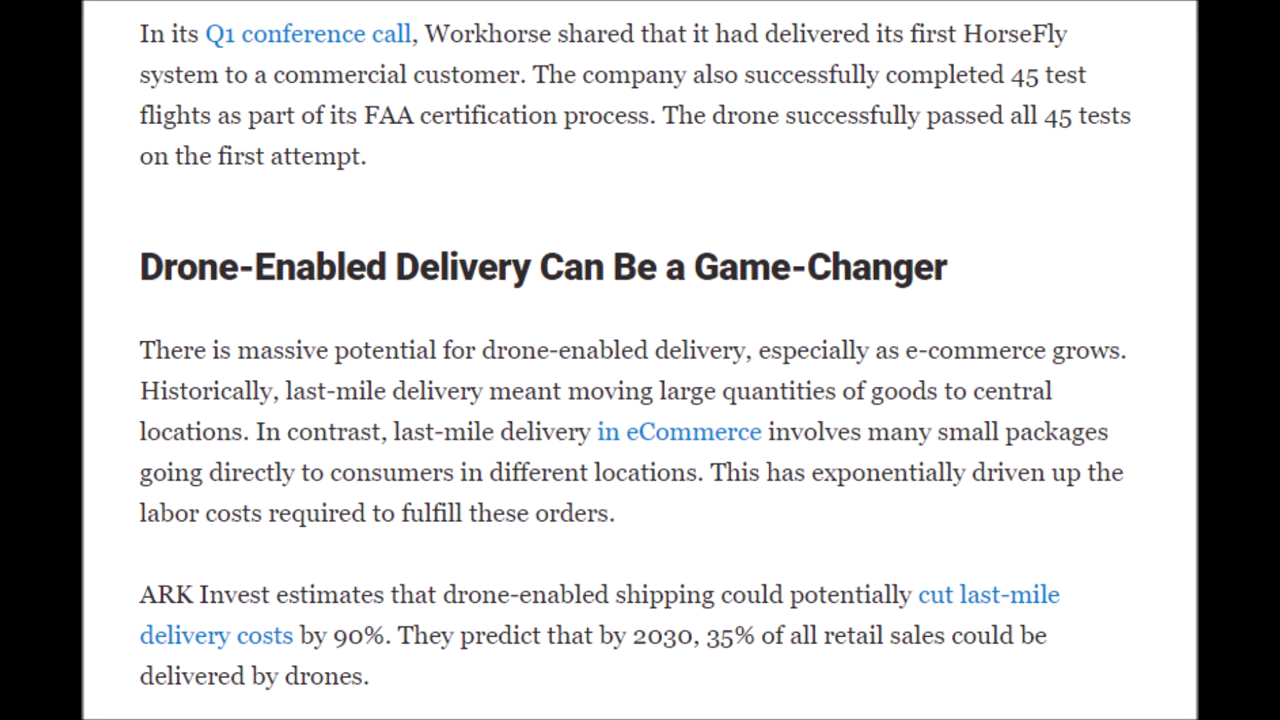 In its Q1 conference call, Workhorse shared that it had delivered its first HorseFly
system to a commercial customer. The company also successfully completed 45 test
flights as part of its FAA certification process. The drone successfully passed all 45 tests
on the first attempt.
Drone-Enabled Delivery Can Be a Game-Changer
There is massive potential for drone-enabled delivery, especially as e-commerce grows.
Historically, last-mile delivery meant moving large quantities of goods to central
locations. In contrast, last-mile delivery in eCommerce involves many small packages
going directly to consumers in different locations. This has exponentially driven up the
labor costs required to fulfill these orders.
ARK Invest estimates that drone-enabled shipping could potentially cut last-mile
delivery costs by 90%. They predict that by 2030, 35% of all retail sales could be
delivered by drones.